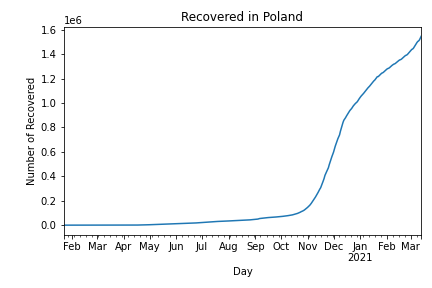 Recovered in Poland
1e6
1.6
1.4
1.2
1.0
0.8
0.6
0.4
0.2
0.0
Number of Recovered
Feb Mar Apr May Jun Jul Aug Sep Oct Nov Dec Jan Feb Mar
2021
Day